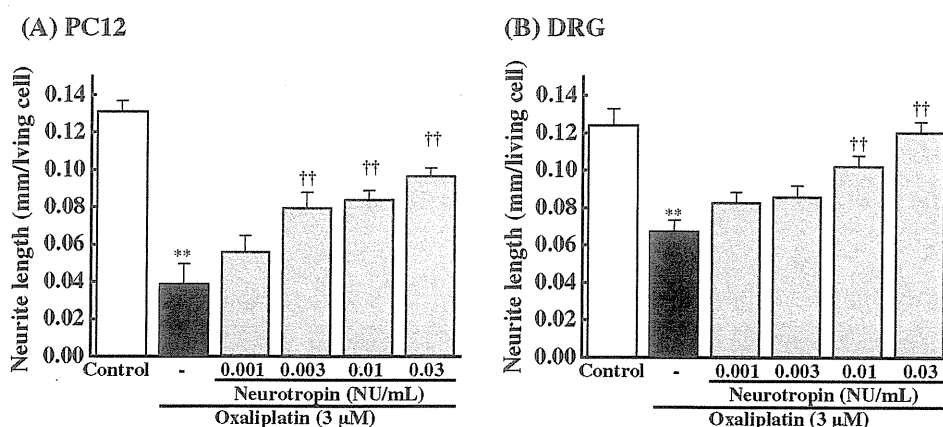 (A) PC12
Neurite length (mm/lving cell)
0.14
0.12
0.10
0.08
0.06
0.04
0.02
0.00
**
††
††
††
Control - 0.001 0.003 0.01 0.03
Neurotropin (NU/mL)
Oxaliplatin (3 μM)
(B) DRG
Neurite length (mm/living cell)
0.14
0.12
0.10
0.08
0.06
0.04
0.02
0.00
**
††
††
Control - 0.001 0.003 0.01 0.03
Neurotropin (NU/mL)
Oxaliplatin (3 μM)